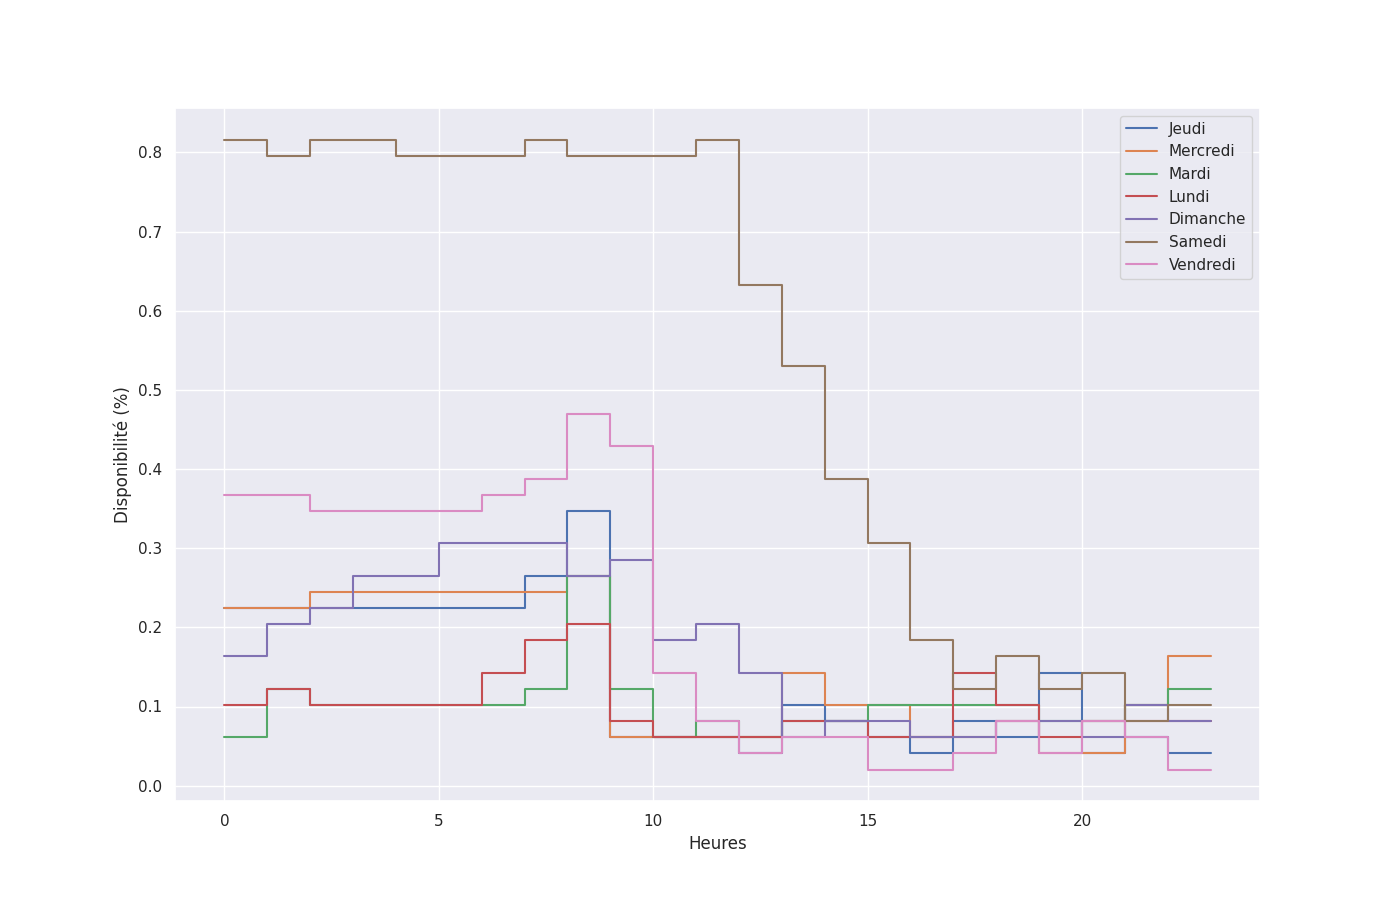 Disponibilité (%)
0.8
0.7
0.6
0.5
0.4
0.3
0.2
0.1
0.0
0 5 10 15 20
Heures
Jeudi
Mercredi
Mardi
Lundi
Dimanche
Samedi
Vendredi